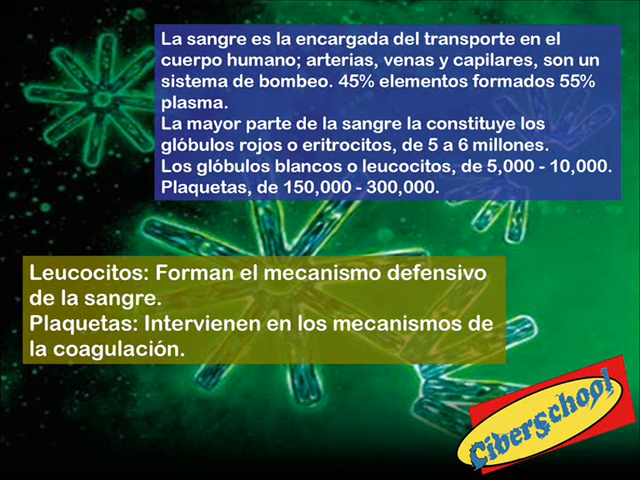 La sangre es la encargada del transporte en el
cuerpo humano; arterias, venas y capilares, son un
sistema de bombeo. 45% elementos formados 55%
plasma.
La mayor parte de la sangre la constituye los
glóbulos rojos o eritrocitos, de 5 a 6 millones.
Los glóbulos blancos o leucocitos, de 5,000 - 10,000.
Plaquetas, de 150,000 - 300,000.
Leucocitos: Forman el mecanismo defensivo
de la sangre.
Plaquetas: Intervienen en los mecanismos de
la coagulación.
Ciberschool